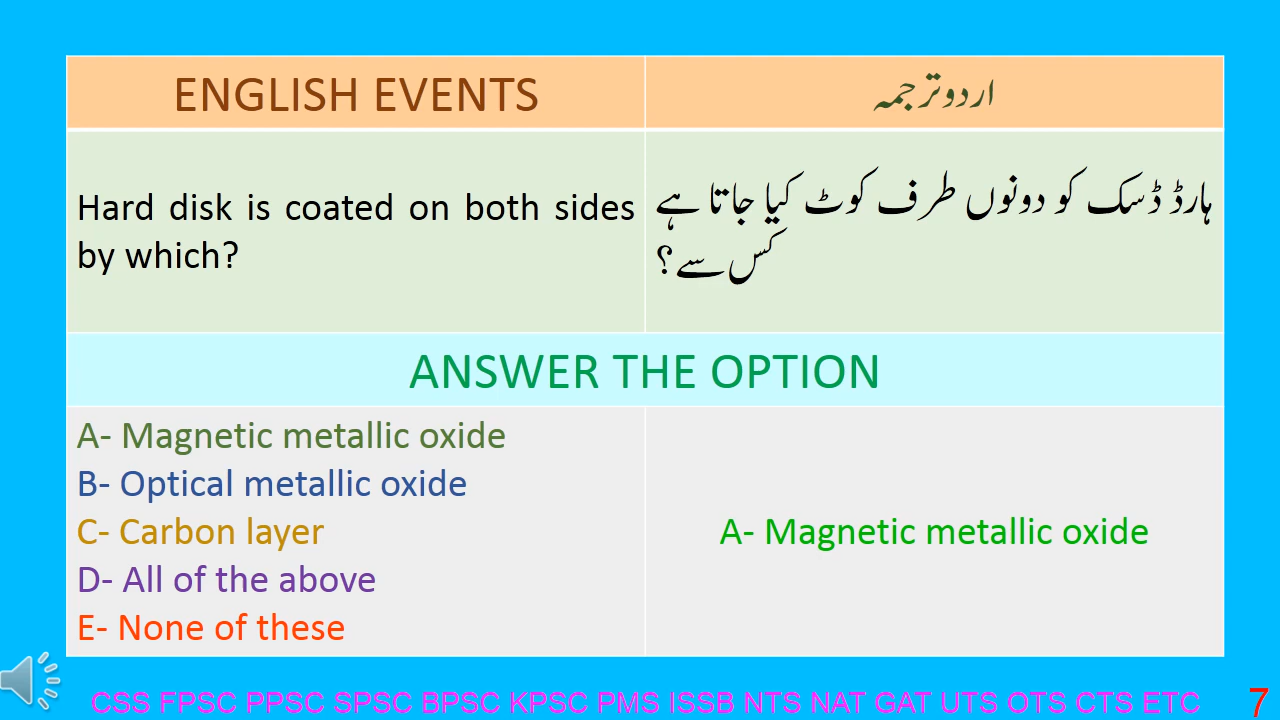 ENGLISH EVENTS
اردو ترجمہ
Hard disk is coated on both sides
by which?
ہارڈ ڈسک کو دونوں طرف کوٹ کیا جاتا ہے
کس سے؟
ANSWER THE OPTION
A- Magnetic metallic oxide
B- Optical metallic oxide
C- Carbon layer
D- All of the above
E- None of these
A- Magnetic metallic oxide
CSS FPSC PPSC SPSC BPSC KPSC PMS ISSB NTS NAT GAT UTS OTS CTS ETC
7